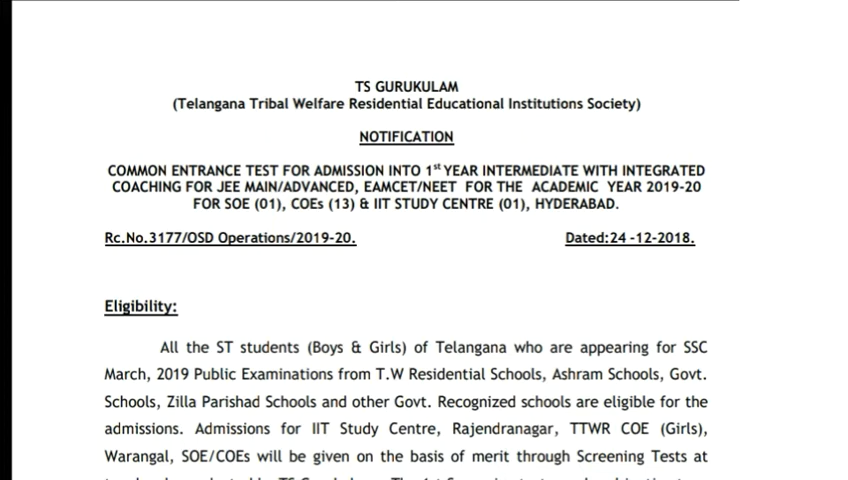 TS GURUKULAM
(Telangana Tribal Welfare Residential Educational Institutions Society)
NOTIFICATION
COMMON ENTRANCE TEST FOR ADMISSION INTO 1st YEAR INTERMEDIATE WITH INTEGRATED
COACHING FOR JEE MAIN/ADVANCED, EAMCET/NEET FOR THE ACADEMIC YEAR 2019-20
FOR SOE (01), COEs (13) & IIT STUDY CENTRE (01), HYDERABAD.
Rc.No.3177/OSD Operations/2019-20. Dated:24 -12-2018.
Eligibility:
All the ST students (Boys & Girls) of Telangana who are appearing for SSC
March, 2019 Public Examinations from T.W Residential Schools, Ashram Schools, Govt.
Schools, Zilla Parishad Schools and other Govt. Recognized schools are eligible for the
admissions. Admissions for IIT Study Centre, Rajendranagar, TTWR COE (Girls),
Warangal, SOE/COEs will be given on the basis of merit through Screening Tests at